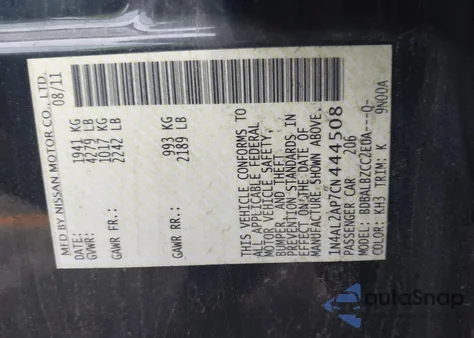 MFD BY NISSAN MOTOR CO., LTD.
08/11
1941 KG
GVWR: 4279 LB
1017 KG
GAWR FR.: 2242 LB
993 KG
GAWR RR.: 2189 LB
THIS VEHICLE CONFORMS TO
ALL APPLICABLE FEDERAL
MOTOR VEHICLE SAFETY,
BUMPER, AND THEFT
PREVENTION STANDARDS IN
EFFECT ON THE DATE OF
MANUFACTURE SHOWN ABOVE.
1N4AL2AP7CN444508
PASSENGER CAR 206
MODEL: BDBALBZCC2EDA---Q-
COLOR: KH3 TRIM: K 9N00A
autaSnap